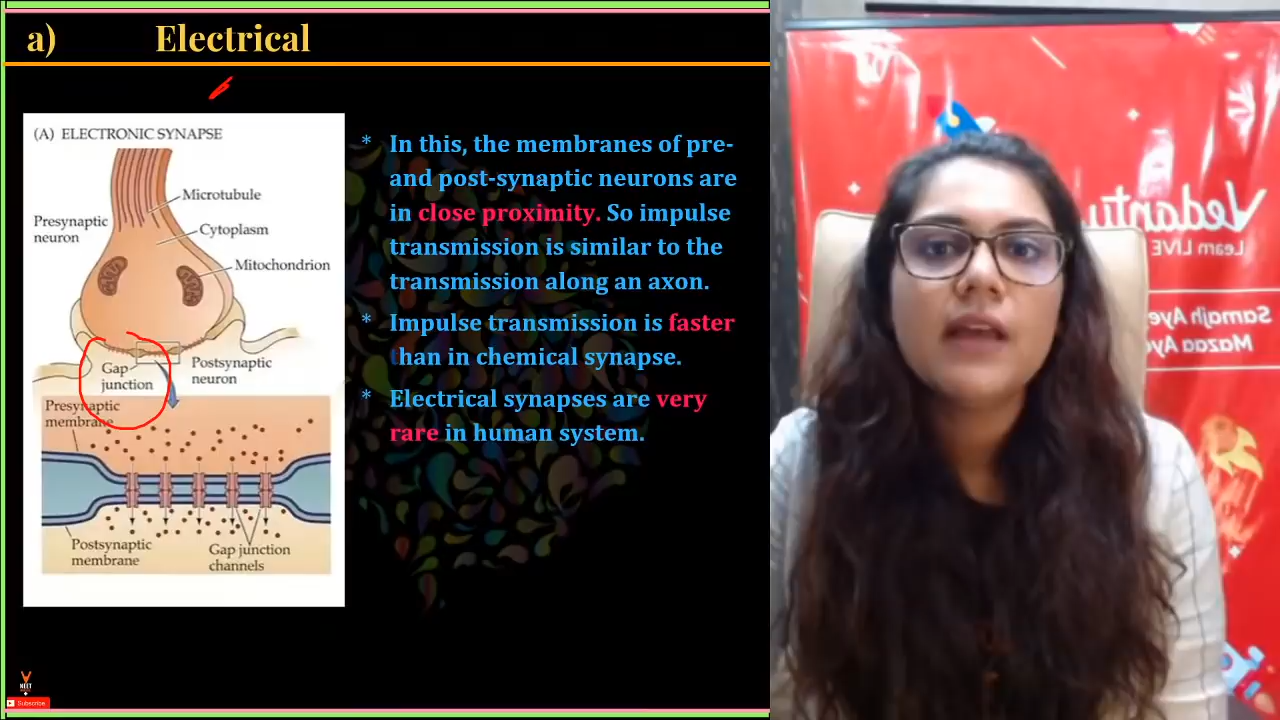 a) Electrical
(A) ELECTRONIC SYNAPSE
Microtubule
Presynaptic
neuron
Cytoplasm
Mitochondrion
Gap
junction
Postsynaptic
neuron
Presynaptic
membrane
Postsynaptic
membrane
Gap junction
channels
* In this, the membranes of pre-
and post-synaptic neurons are
in close proximity. So impulse
transmission is similar to the
transmission along an axon.
* Impulse transmission is faster
than in chemical synapse.
* Electrical synapses are very
rare in human system.
NEET
Subscribe
Vedantu
Learn LIVE
Samajh Aye
Mazaa Aye